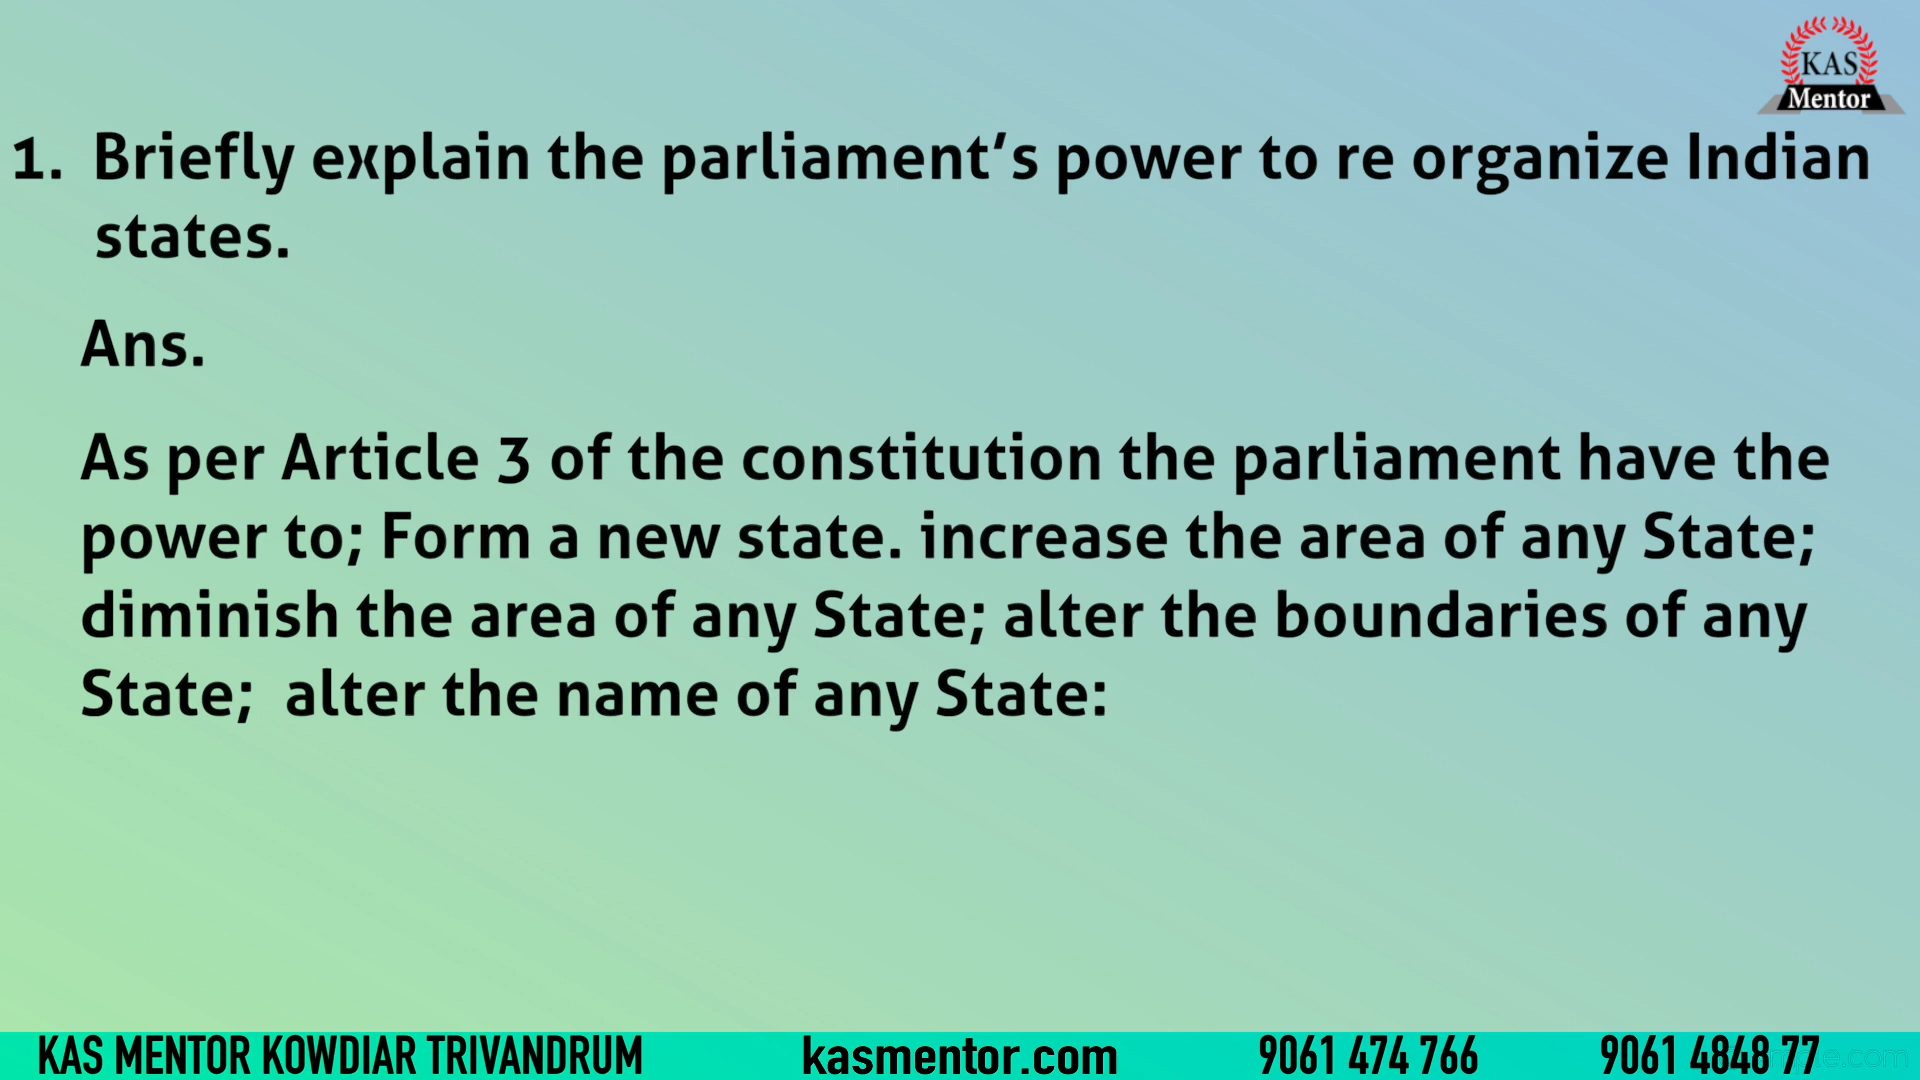 KAS
Mentor
1. Briefly explain the parliament’s power to re organize Indian
states.
Ans.
As per Article 3 of the constitution the parliament have the
power to; Form a new state. increase the area of any State;
diminish the area of any State; alter the boundaries of any
State;  alter the name of any State:
KAS MENTOR KOWDIAR TRIVANDRUM kasmentor.com 9061 474 766 9061 4848 77